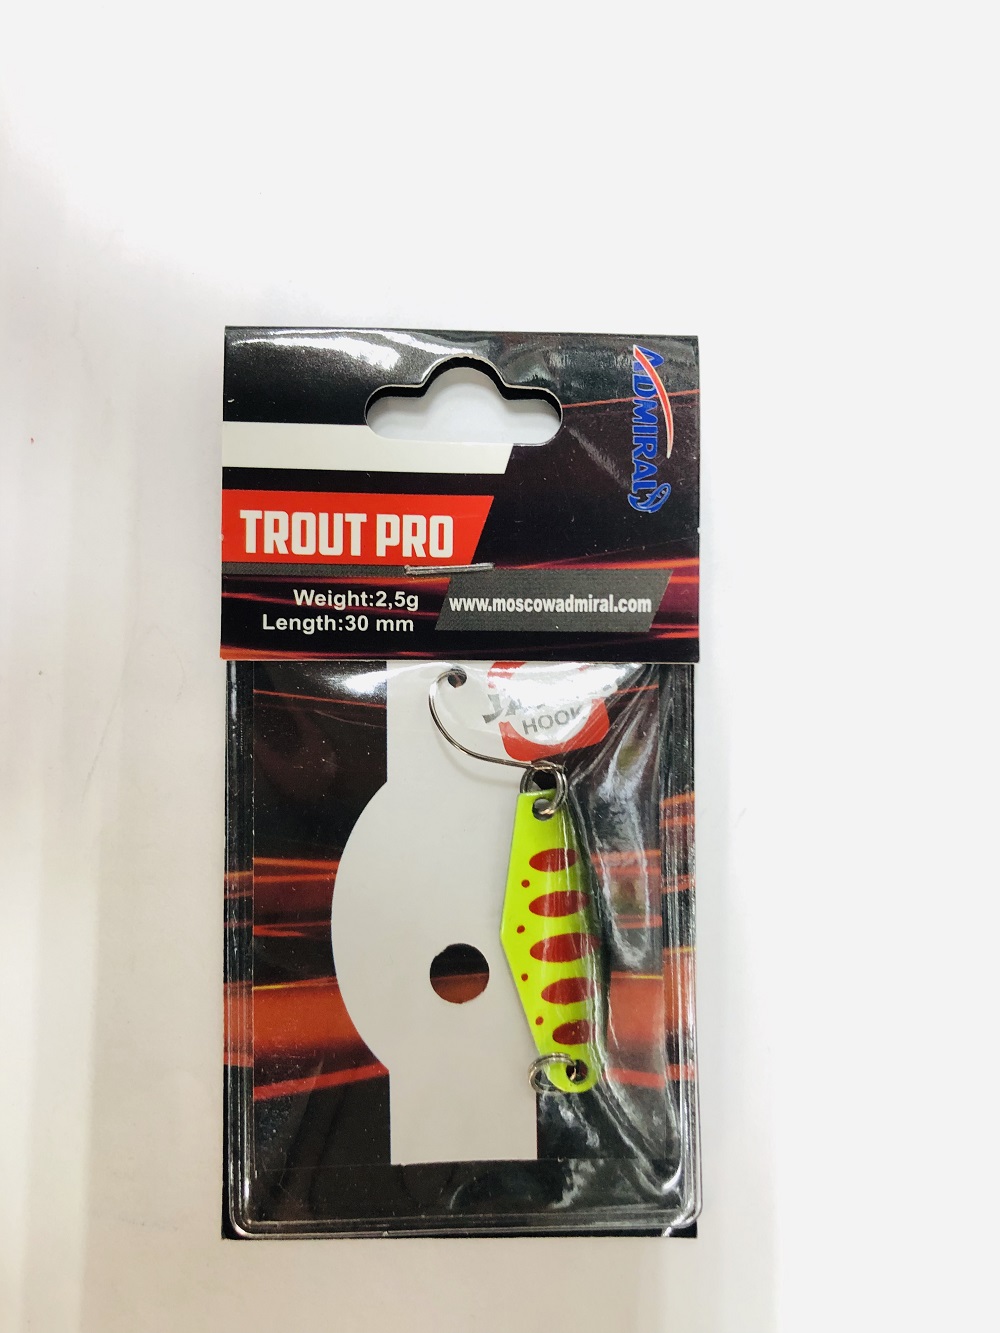 ADMIRAL
TROUT PRO
Weight:2,5g
Length:30 mm
www.moscowadmiral.com
HOOK